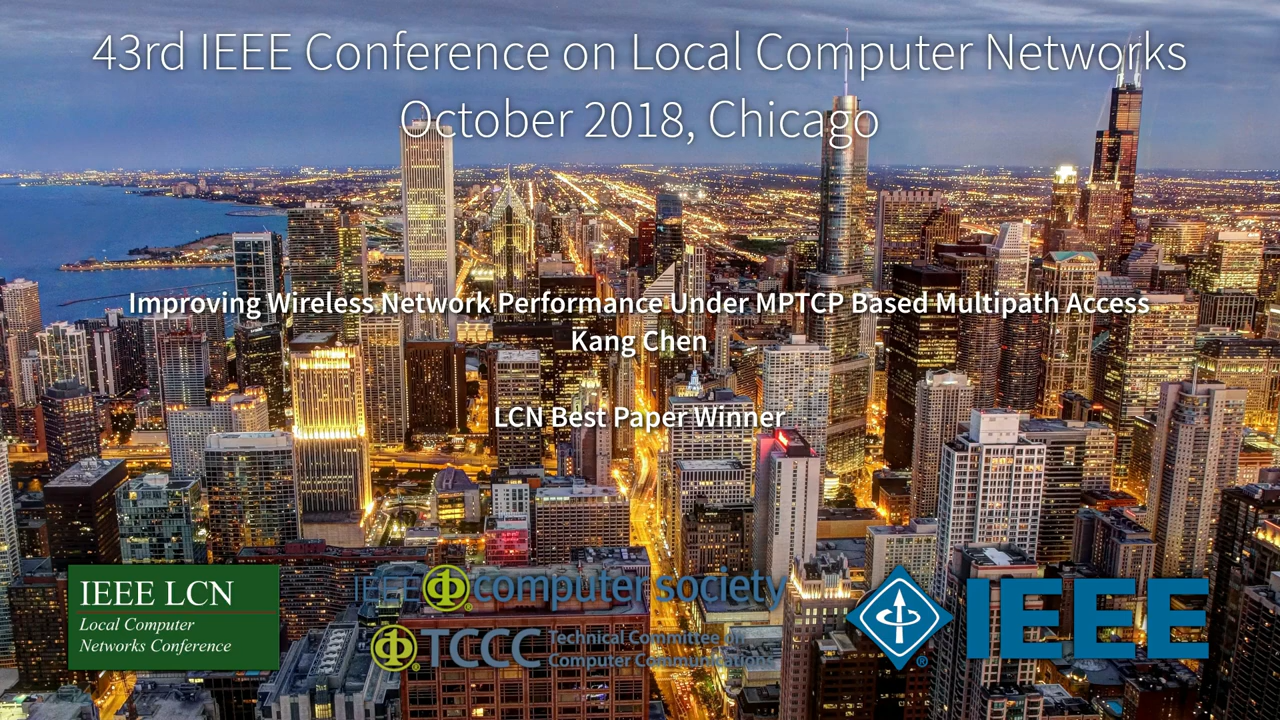 43rd IEEE Conference on Local Computer Networks
October 2018, Chicago
Improving Wireless Network Performance Under MPTCP Based Multipath Access
Kang Chen
LCN Best Paper Winner
IEEE LCN
Local Computer
Networks Conference
IEEE computer society
TCCC Technical Committee on
Computer Communications
IEEE